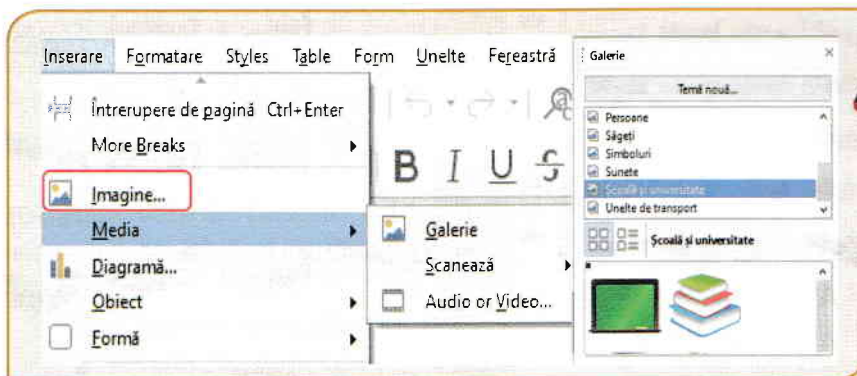 Inserare Formatare Styles Table Form Unelte Fereastră
Întrerupere de pagină Ctrl+Enter
More Breaks
Imagine...
Media
Diagramă...
Obiect
Formă
B I U S
Galerie
Scanează
Audio or Video...
Galerie
Temă nouă...
Persoane
Săgeți
Simboluri
Sunete
Școală și universitate
Unelte de transport
Școală și universitate